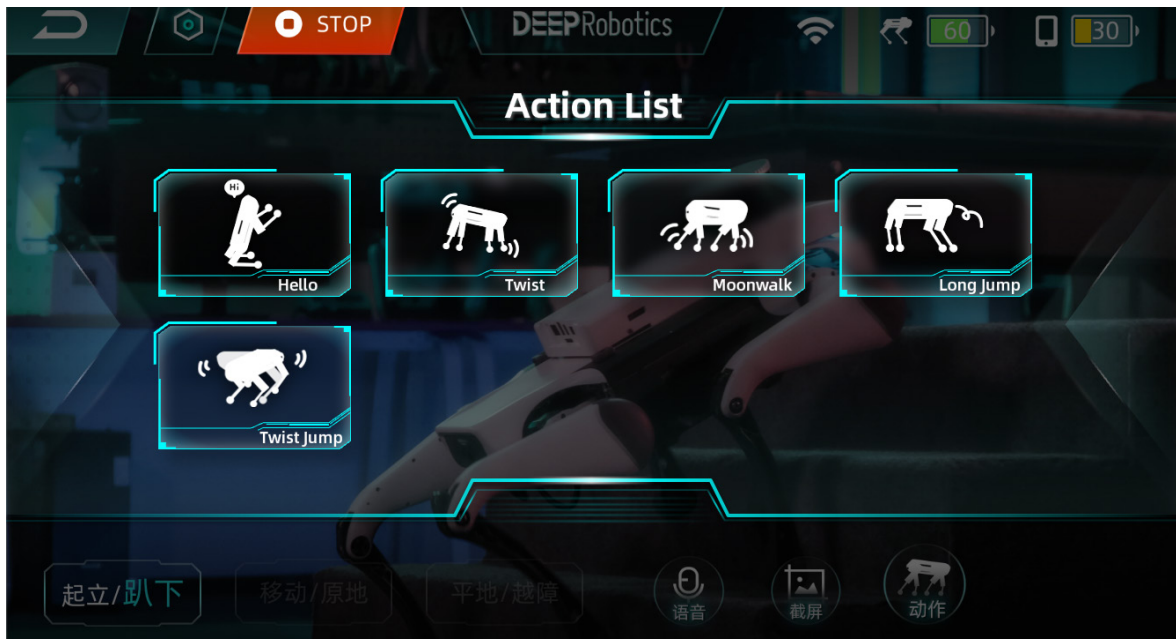 STOP
DEEPRobotics
60
30
Action List
Hi
Hello
Twist
Moonwalk
Long Jump
Twist Jump
起立/趴下
移动/原地
平地/越障
语音
截屏
动作